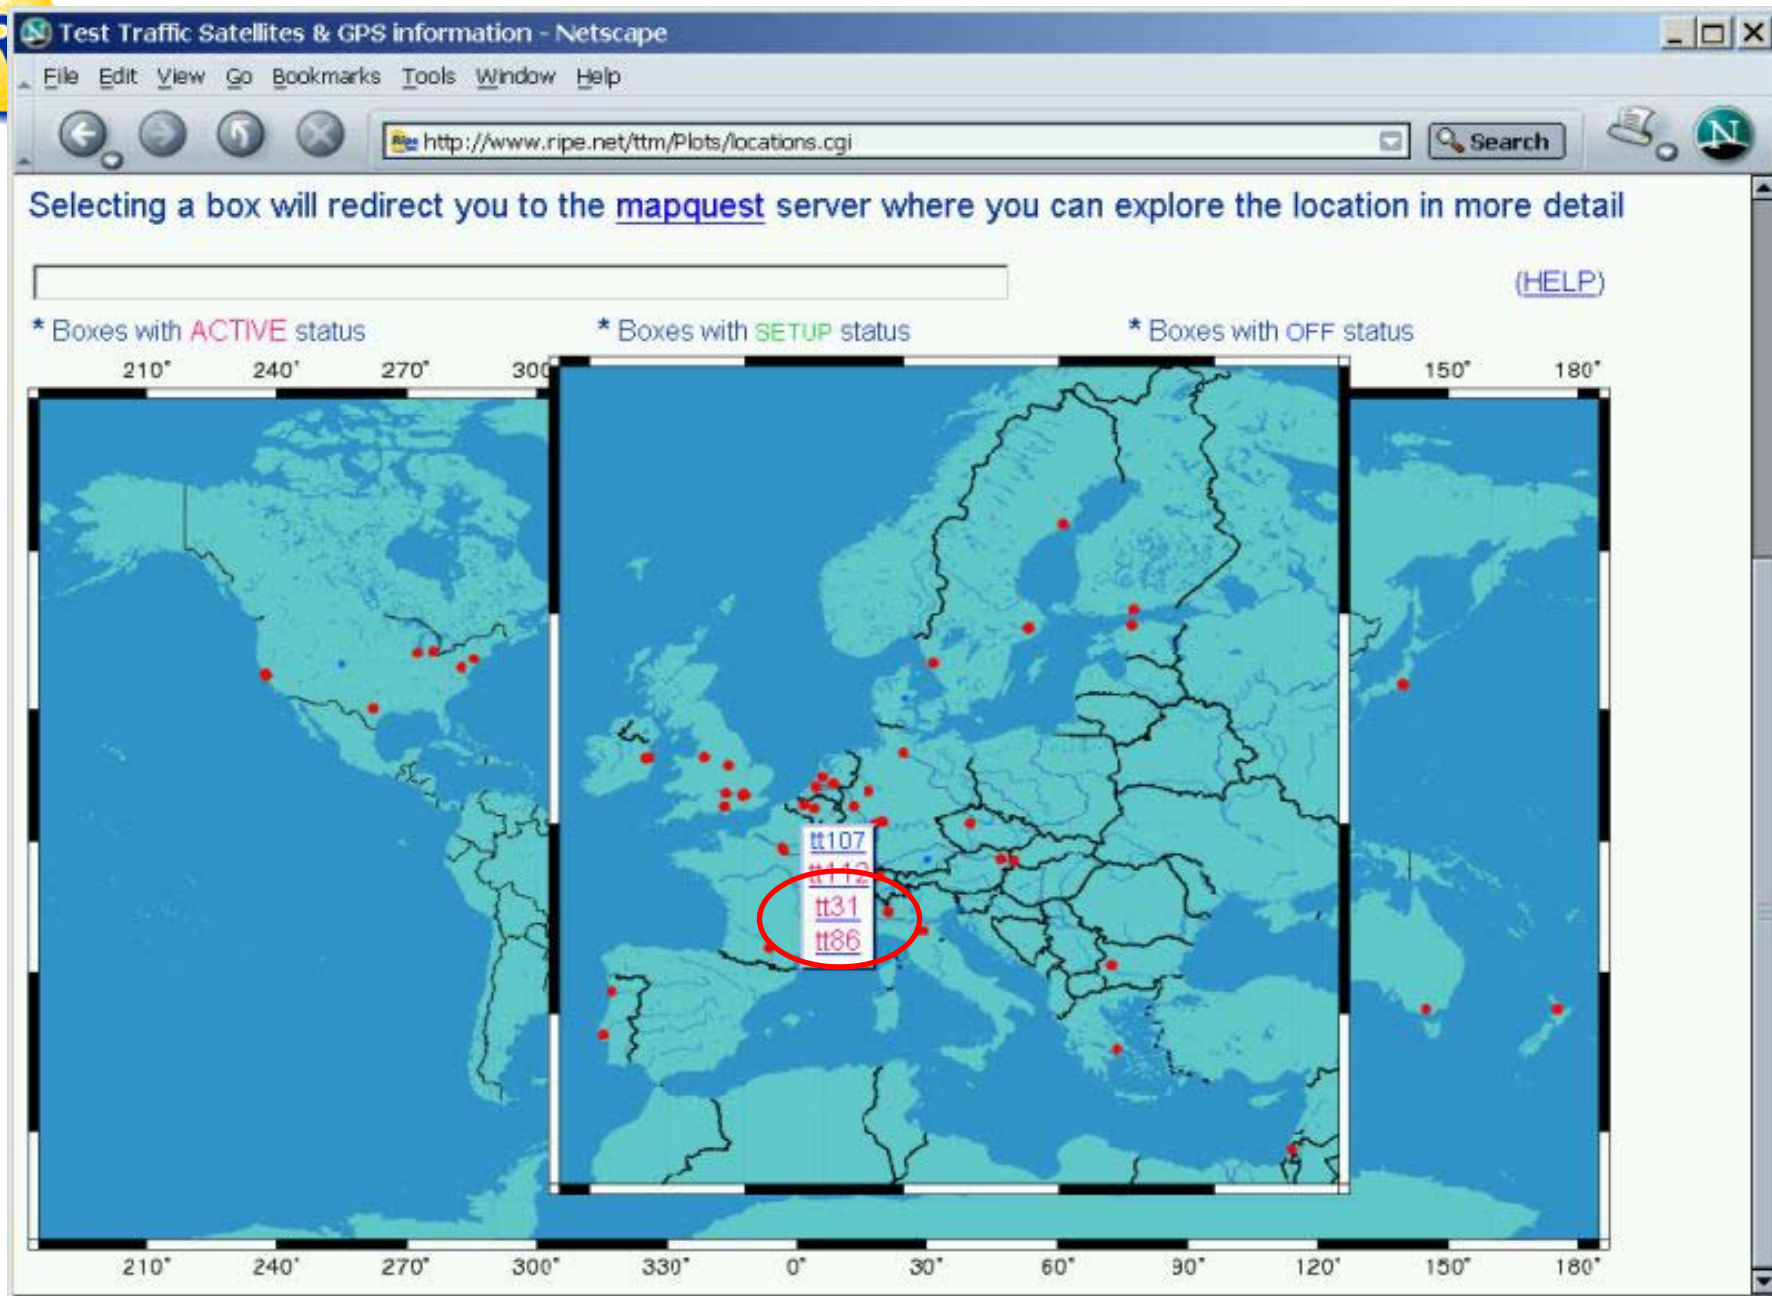 Test Traffic Satellites & GPS information - Netscape
File Edit View Go Bookmarks Tools Window Help
http://www.ripe.net/ttm/Plots/locations.cgi
Search
N
Selecting a box will redirect you to the mapquest server where you can explore the location in more detail
(HELP)
* Boxes with ACTIVE status * Boxes with SETUP status * Boxes with OFF status
210° 240° 270° 300 150° 180°
tt107
tt112
tt31
tt86
210° 240° 270° 300° 330° 0° 30° 60° 90° 120° 150° 180°